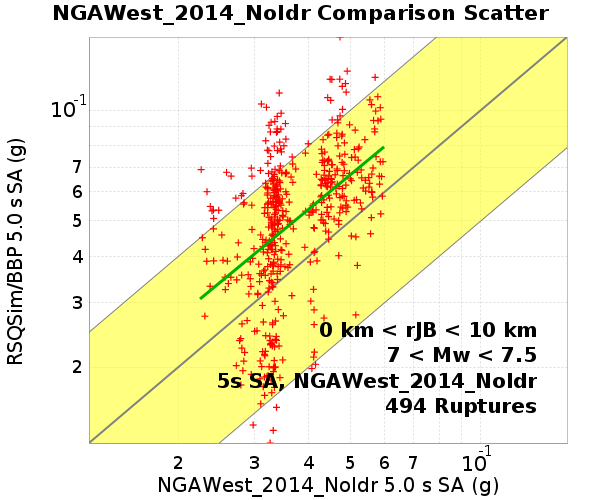 NGAWest_2014_NoIdr Comparison Scatter
RSQSim/BBP 5.0 s SA (g)
10^-1
7
6
5
4
3
2
0 km < rJB < 10 km
7 < Mw < 7.5
5s SA, NGAWest_2014_NoIdr
494 Ruptures
2 3 4 5 6 7 10^-1
NGAWest_2014_NoIdr 5.0 s SA (g)